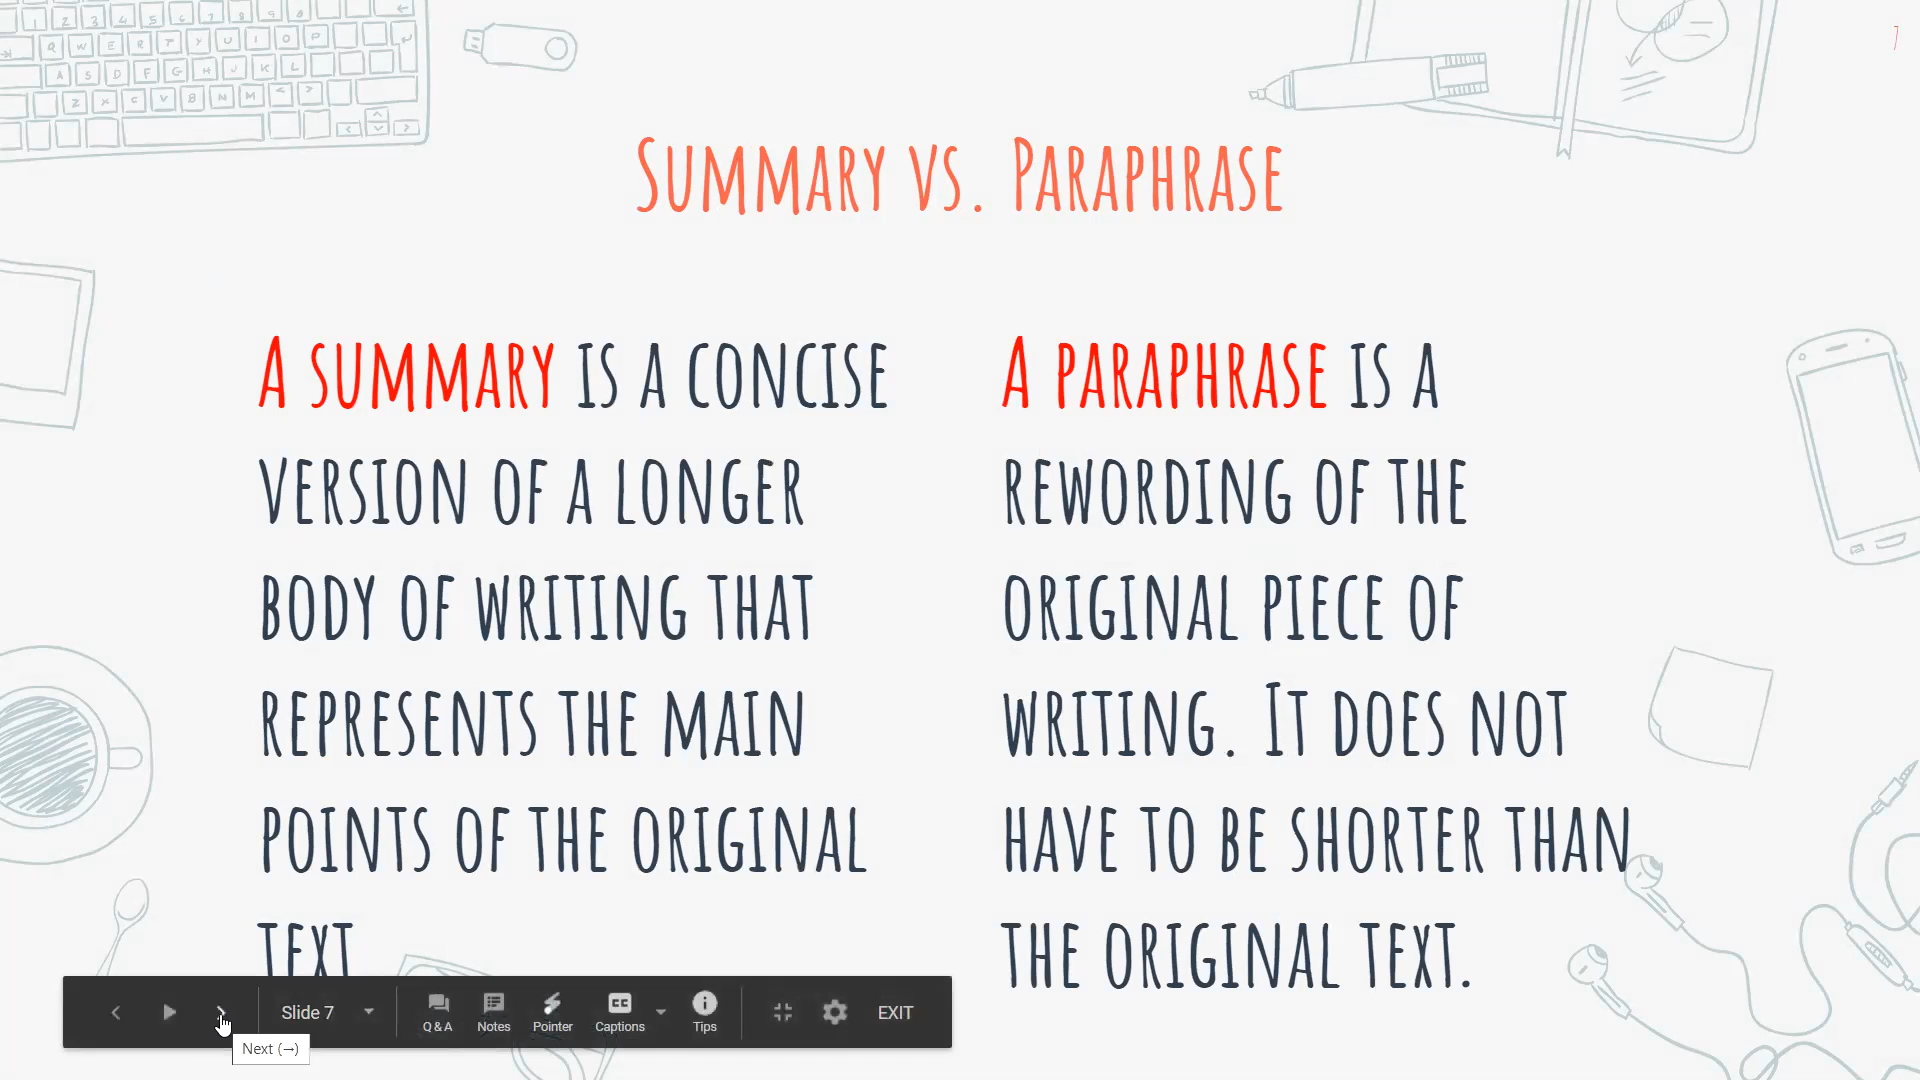 7
SUMMARY VS. PARAPHRASE
A SUMMARY IS A CONCISE
VERSION OF A LONGER
BODY OF WRITING THAT
REPRESENTS THE MAIN
POINTS OF THE ORIGINAL
TEXT
A PARAPHRASE IS A
REWORDING OF THE
ORIGINAL PIECE OF
WRITING. IT DOES NOT
HAVE TO BE SHORTER THAN
THE ORIGINAL TEXT.
Slide 7
Q&A
Notes
Pointer
CC
Captions
Tips
EXIT
Next (→)